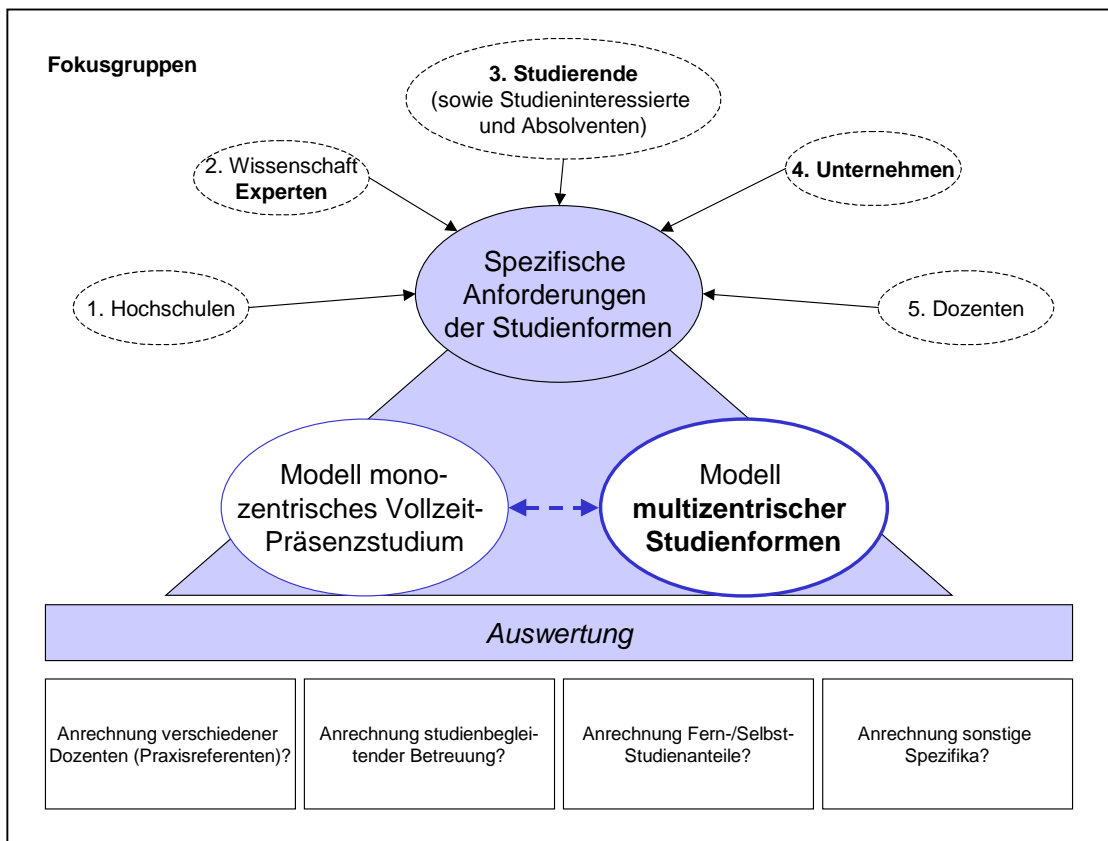 Fokusgruppen
3. Studierende
(sowie Studieninteressierte
und Absolventen)
2. Wissenschaft
Experten
4. Unternehmen
1. Hochschulen
Spezifische
Anforderungen
der Studienformen
5. Dozenten
Modell mono-
zentrisches Vollzeit-
Präsenzstudium
Modell
multizentrischer
Studienformen
Auswertung
Anrechnung verschiedener
Dozenten (Praxisreferenten)?
Anrechnung studienbeglei-
tender Betreuung?
Anrechnung Fern-/Selbst-
Studienanteile?
Anrechnung sonstige
Spezifika?